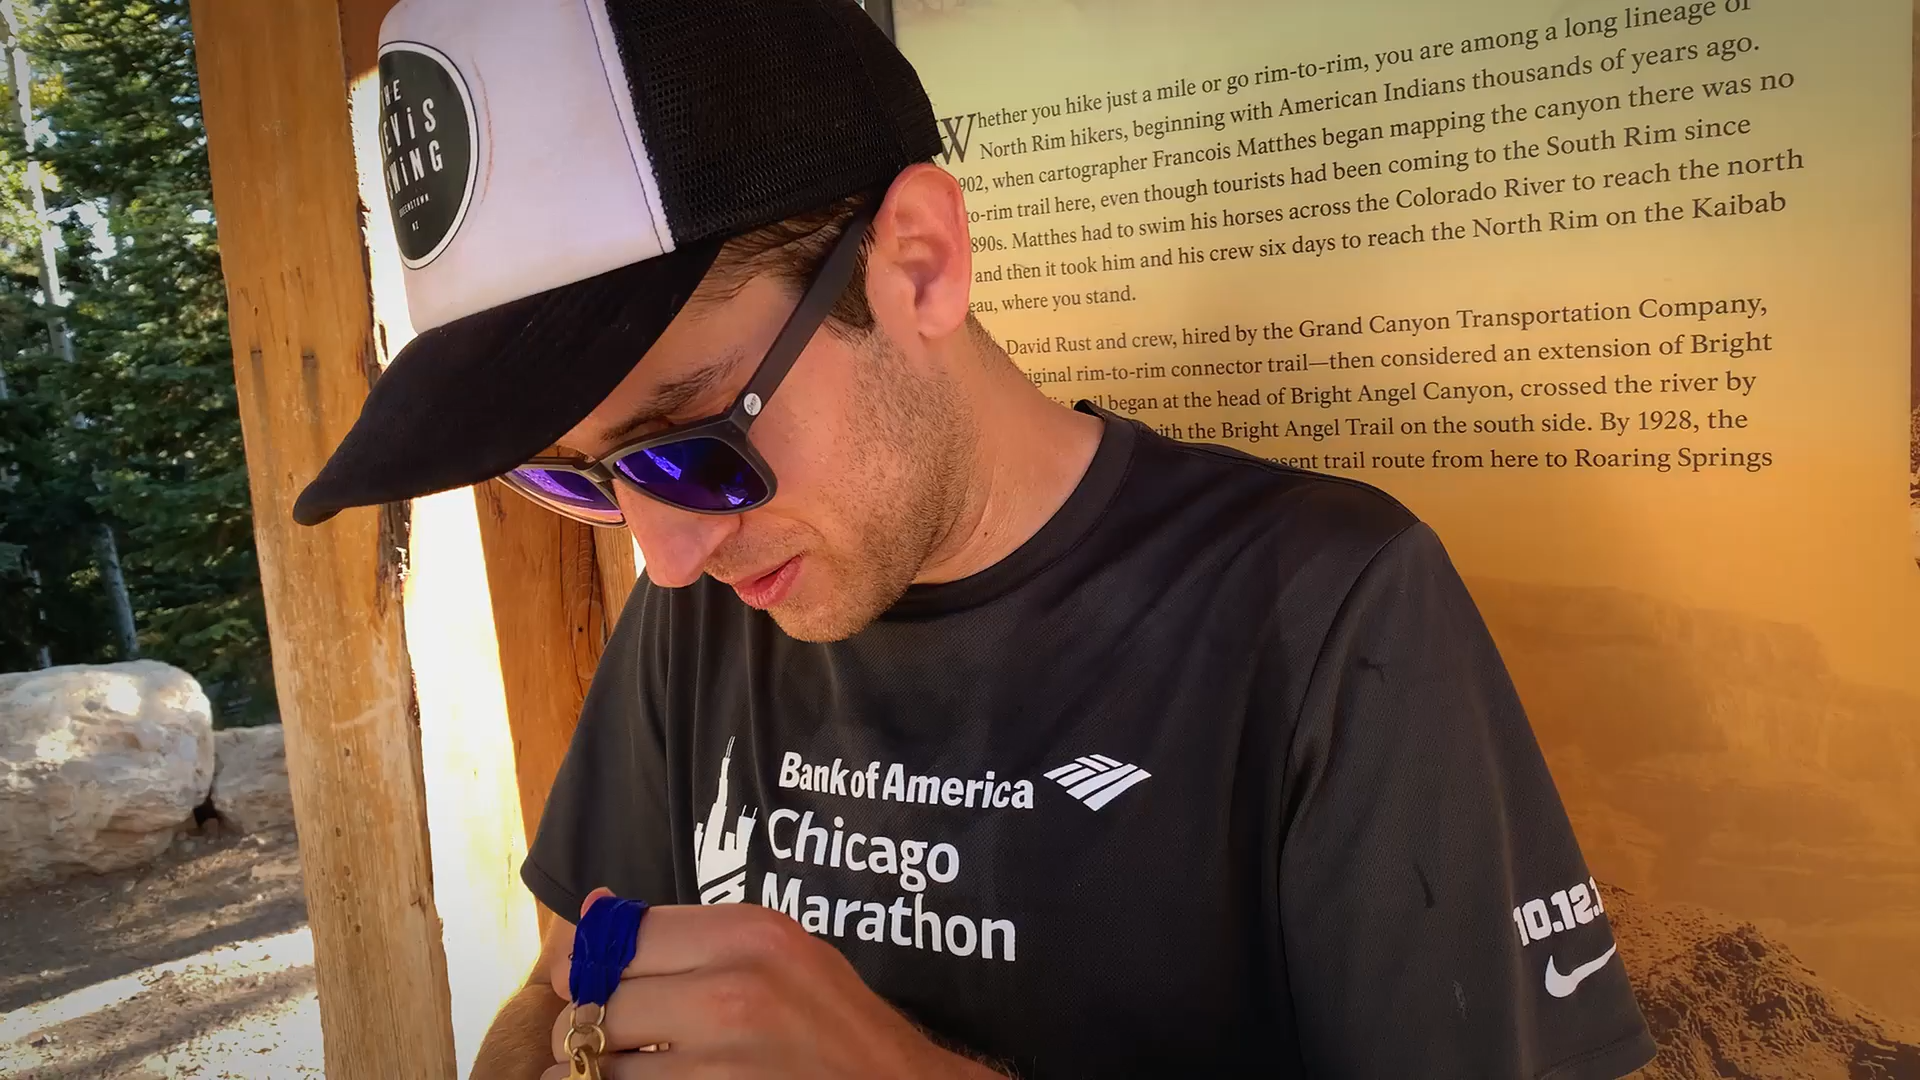 THE
EViS
SWiNG
QUEENSTOWN
NZ
Whether you hike just a mile or go rim-to-rim, you are among a long lineage of
North Rim hikers, beginning with American Indians thousands of years ago.
902, when cartographer Francois Matthes began mapping the canyon there was no
to-rim trail here, even though tourists had been coming to the South Rim since
890s. Matthes had to swim his horses across the Colorado River to reach the north
and then it took him and his crew six days to reach the North Rim on the Kaibab
eau, where you stand.
David Rust and crew, hired by the Grand Canyon Transportation Company,
iginal rim-to-rim connector trail—then considered an extension of Bright
trail began at the head of Bright Angel Canyon, crossed the river by
with the Bright Angel Trail on the south side. By 1928, the
esent trail route from here to Roaring Springs
Bank of America
Chicago
Marathon
10.12.